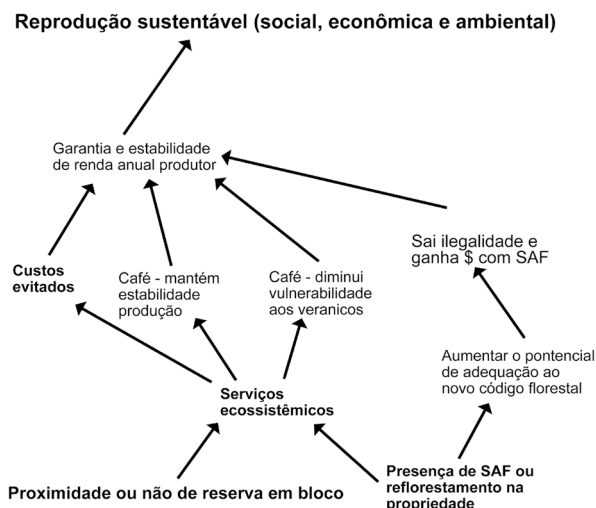 Reprodução sustentável (social, econômica e ambiental)
Garantia e estabilidade
de renda anual produtor
Sai ilegalidade e
ganha $ com SAF
Custos
evitados
Café - mantém
estabilidade
produção
Café - diminui
vulnerabilidade
aos veranicos
Aumentar o pontencial
de adequação ao
novo código florestal
Serviços
ecossistêmicos
Proximidade ou não de reserva em bloco
Presença de SAF ou
reflorestamento na
propriedade